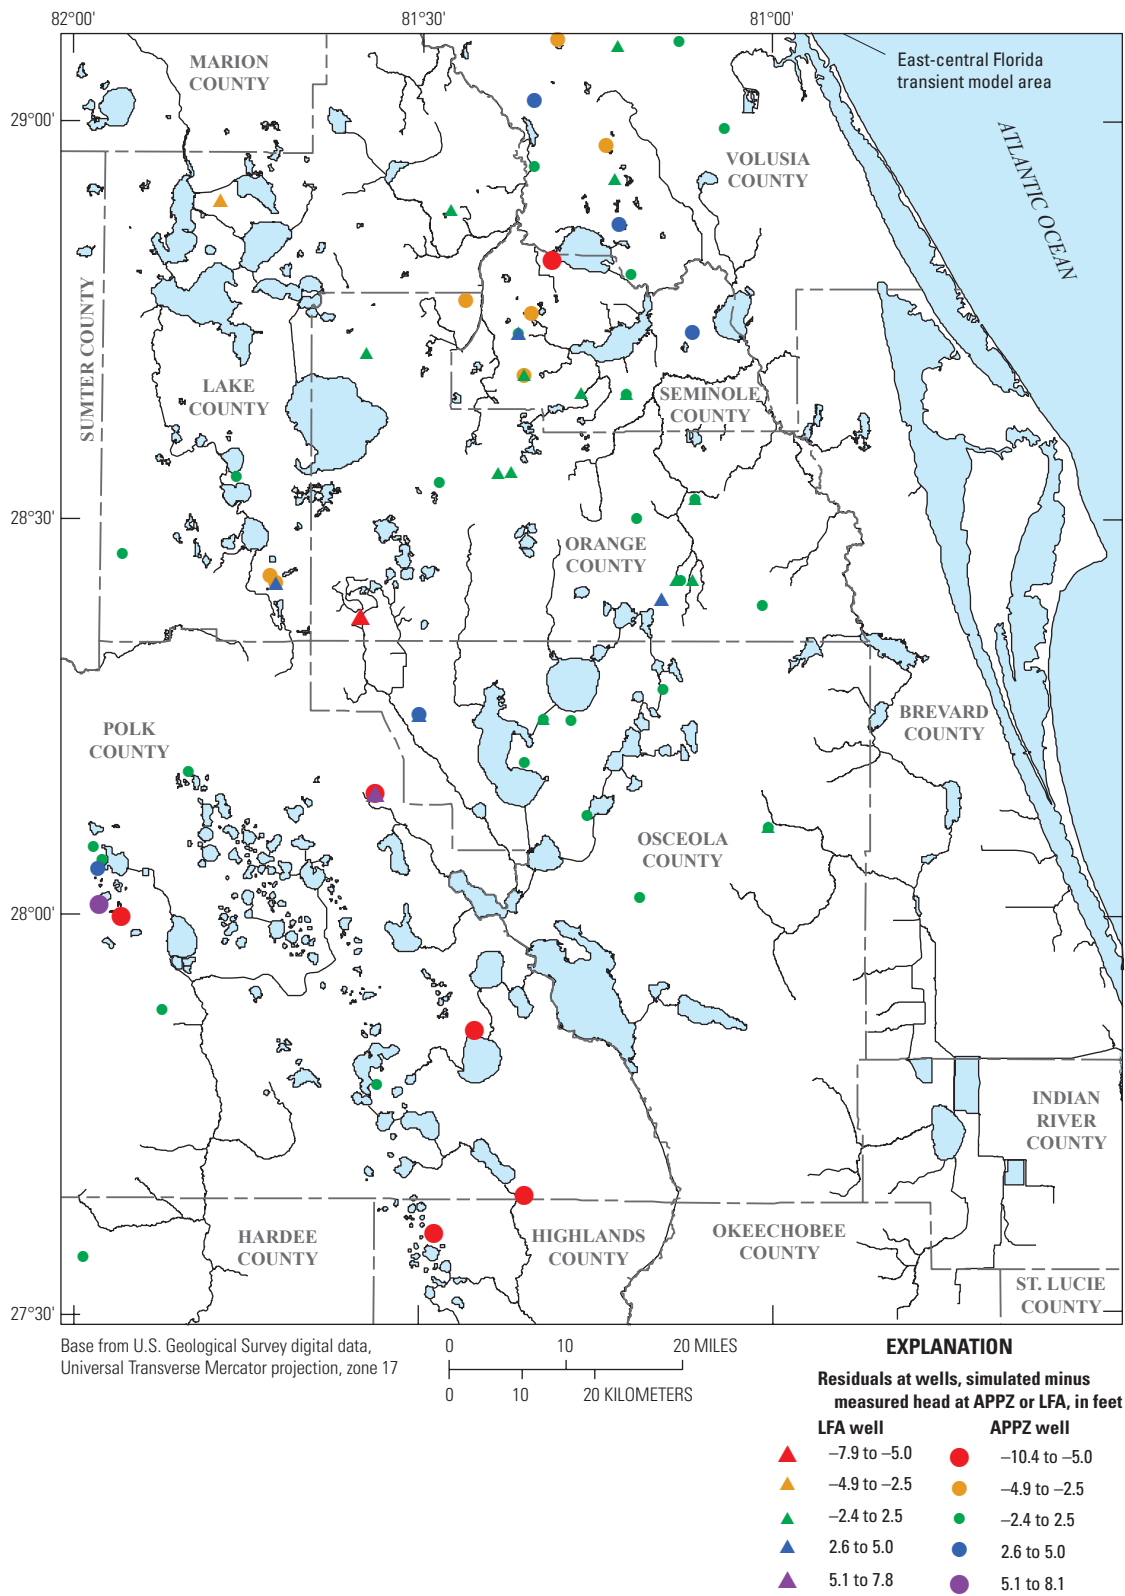 82°00'
81°30'
81°00'
MARION
COUNTY
East-central Florida
transient model area
29°00'
ATLANTIC OCEAN
VOLUSIA
COUNTY
SUMTER COUNTY
LAKE
COUNTY
SEMINOLE
COUNTY
28°30'
ORANGE
COUNTY
POLK
COUNTY
BREVARD
COUNTY
OSCEOLA
COUNTY
28°00'
INDIAN
RIVER
COUNTY
HARDEE
COUNTY
HIGHLANDS
COUNTY
OKEECHOBEE
COUNTY
ST. LUCIE
COUNTY
27°30'
Base from U.S. Geological Survey digital data,
Universal Transverse Mercator projection, zone 17
0 10 20 MILES
0 10 20 KILOMETERS
EXPLANATION
Residuals at wells, simulated minus
measured head at APPZ or LFA, in feet
LFA well APPZ well
–7.9 to –5.0 –10.4 to –5.0
–4.9 to –2.5 –4.9 to –2.5
–2.4 to 2.5 –2.4 to 2.5
2.6 to 5.0 2.6 to 5.0
5.1 to 7.8 5.1 to 8.1